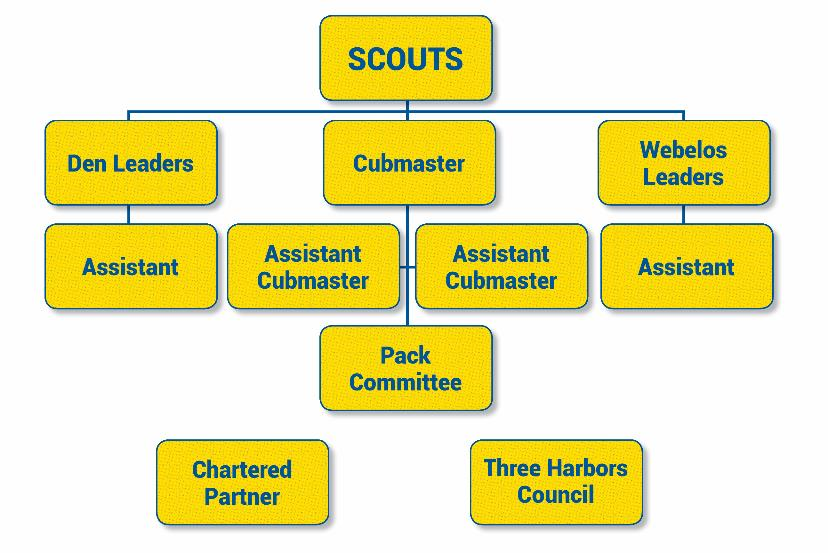 SCOUTS
Den Leaders
Cubmaster
Webelos
Leaders
Assistant
Assistant
Cubmaster
Assistant
Cubmaster
Assistant
Pack
Committee
Chartered
Partner
Three Harbors
Council